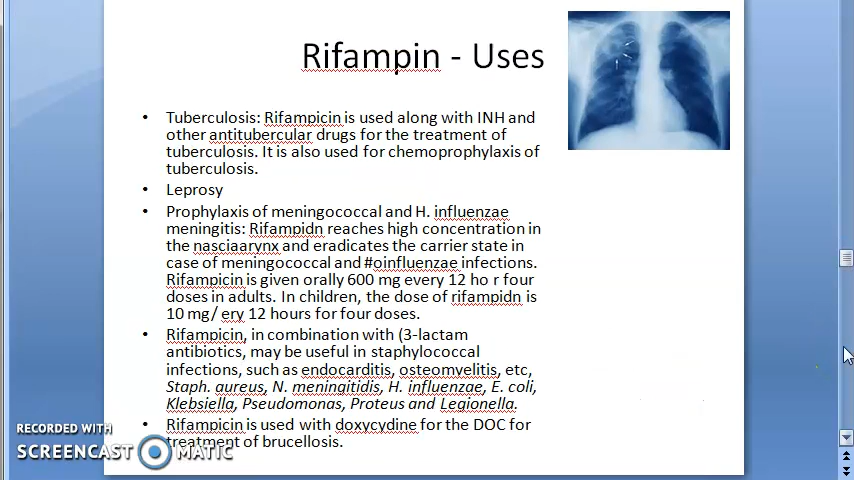 Rifampin - Uses
• Tuberculosis: Rifampicin is used along with INH and
other antitubercular drugs for the treatment of
tuberculosis. It is also used for chemoprophylaxis of
tuberculosis.
• Leprosy
• Prophylaxis of meningococcal and H. influenzae
meningitis: Rifampidn reaches high concentration in
the nasciaarynx and eradicates the carrier state in
case of meningococcal and #oinfluenzae infections.
Rifampicin is given orally 600 mg every 12 ho r four
doses in adults. In children, the dose of rifampidn is
10 mg/ ery 12 hours for four doses.
• Rifampicin, in combination with (3-lactam
antibiotics, may be useful in staphylococcal
infections, such as endocarditis, osteomvelitis, etc,
Staph. aureus, N. meningitidis, H. influenzae, E. coli,
Klebsiella, Pseudomonas, Proteus and Legionella.
• Rifampicin is used with doxycydine for the DOC for
treatment of brucellosis.
RECORDED WITH
SCREENCAST MATIC